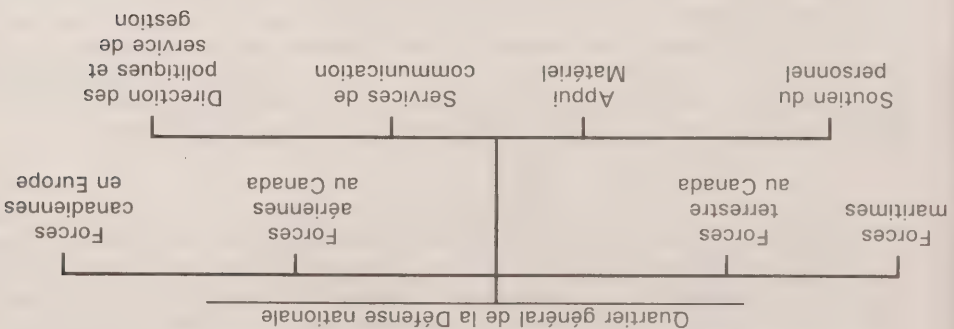 Quartier général de la Défense nationale
Forces
maritimes
Forces
terrestre
au Canada
Forces
aériennes
au Canada
Forces
canadiennes
en Europe
Soutien du
personnel
Appui
Matériel
Services de
communication
Direction des
politiques et
service de
gestion